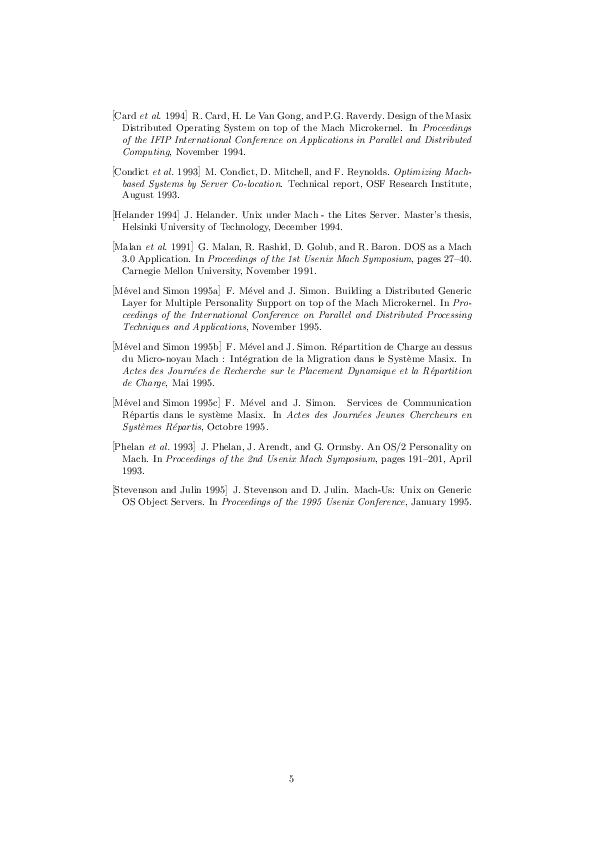 [Card et al. 1994] R. Card, H. Le Van Gong, and P.G. Raverdy. Design of the Masix
Distributed Operating System on top of the Mach Microkernel. In Proceedings
of the IFIP International Conference on Applications in Parallel and Distributed
Computing, November 1994.
[Condict et al. 1993] M. Condict, D. Mitchell, and F. Reynolds. Optimizing Mach-
based Systems by Server Co-location. Technical report, OSF Research Institute,
August 1993.
[Helander 1994] J. Helander. Unix under Mach - the Lites Server. Master's thesis,
Helsinki University of Technology, December 1994.
[Malan et al. 1991] G. Malan, R. Rashid, D. Golub, and R. Baron. DOS as a Mach
3.0 Application. In Proceedings of the 1st Usenix Mach Symposium, pages 27–40.
Carnegie Mellon University, November 1991.
[Mével and Simon 1995a] F. Mével and J. Simon. Building a Distributed Generic
Layer for Multiple Personality Support on top of the Mach Microkernel. In Pro-
ceedings of the International Conference on Parallel and Distributed Processing
Techniques and Applications, November 1995.
[Mével and Simon 1995b] F. Mével and J. Simon. Répartition de Charge au dessus
du Micro-noyau Mach : Intégration de la Migration dans le Système Masix. In
Actes des Journées de Recherche sur le Placement Dynamique et la Répartition
de Charge, Mai 1995.
[Mével and Simon 1995c] F. Mével and J. Simon. Services de Communication
Répartis dans le système Masix. In Actes des Journées Jeunes Chercheurs en
Systèmes Répartis, Octobre 1995.
[Phelan et al. 1993] J. Phelan, J. Arendt, and G. Ormsby. An OS/2 Personality on
Mach. In Proceedings of the 2nd Usenix Mach Symposium, pages 191–201, April
1993.
[Stevenson and Julin 1995] J. Stevenson and D. Julin. Mach-Us: Unix on Generic
OS Object Servers. In Proceedings of the 1995 Usenix Conference, January 1995.
5